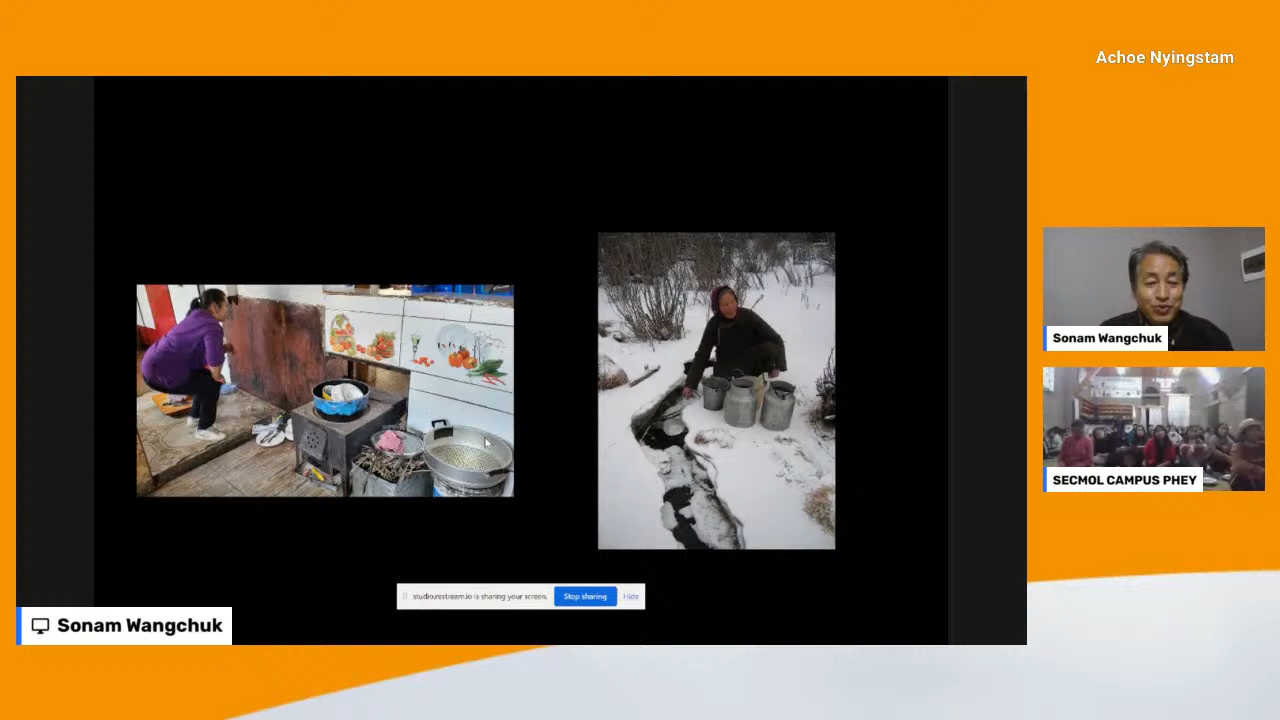 Achoe Nyingstam
Sonam Wangchuk
SECMOL CAMPUS PHEY
studio.restream.io is sharing your screen.
Stop sharing
Hide
Sonam Wangchuk